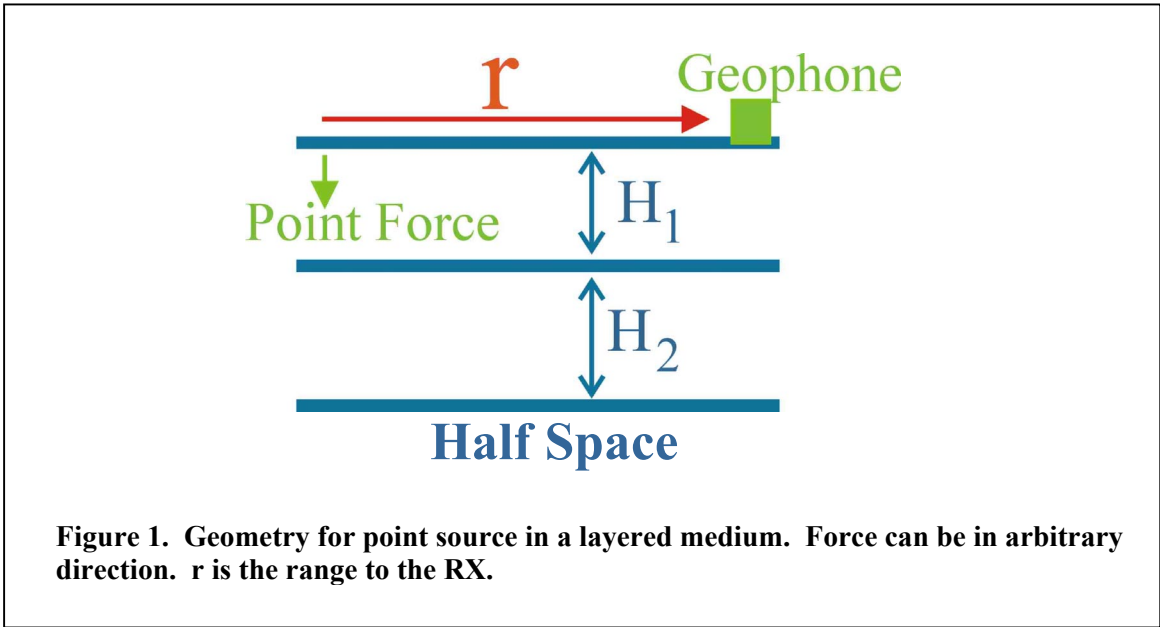 r
Geophone
Point Force
H₁
H₂
Half Space
Figure 1.  Geometry for point source in a layered medium.  Force can be in arbitrary
direction.  r is the range to the RX.